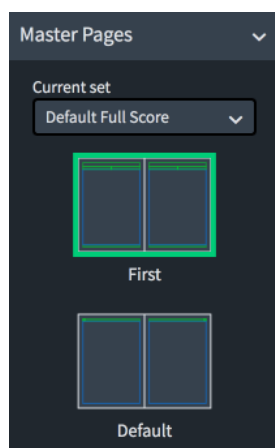 Master Pages
Current set
Default Full Score
First
Default